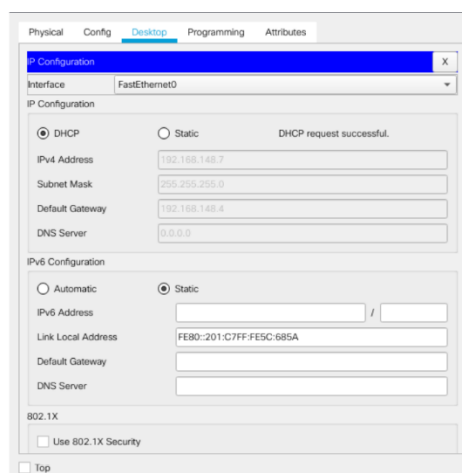 Physical Config Desktop Programming Attributes
IP Configuration X
Interface FastEthernet0
IP Configuration
DHCP Static DHCP request successful.
IPv4 Address 192.168.148.7
Subnet Mask 255.255.255.0
Default Gateway 192.168.148.4
DNS Server 0.0.0.0
IPv6 Configuration
Automatic Static
IPv6 Address /
Link Local Address FE80::201:C7FF:FE5C:685A
Default Gateway
DNS Server
802.1X
Use 802.1X Security
Top